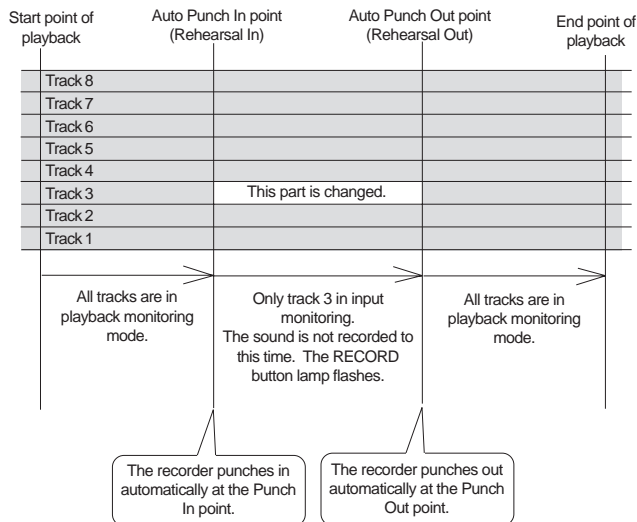 Start point of
playback
Auto Punch In point
(Rehearsal In)
Auto Punch Out point
(Rehearsal Out)
End point of
playback
Track 8
Track 7
Track 6
Track 5
Track 4
Track 3
This part is changed.
Track 2
Track 1
All tracks are in
playback monitoring
mode.
Only track 3 in input
monitoring.
The sound is not recorded to
this time. The RECORD
button lamp flashes.
All tracks are in
playback monitoring
mode.
The recorder punches in
automatically at the Punch
In point.
The recorder punches out
automatically at the Punch
Out point.